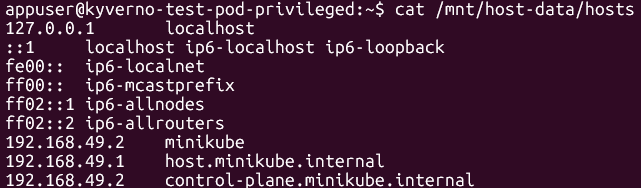 appuser@kyverno-test-pod-privileged:~$ cat /mnt/host-data/hosts
127.0.0.1       localhost
::1     localhost ip6-localhost ip6-loopback
fe00::  ip6-localnet
ff00::  ip6-mcastprefix
ff02::1 ip6-allnodes
ff02::2 ip6-allrouters
192.168.49.2    minikube
192.168.49.1    host.minikube.internal
192.168.49.2    control-plane.minikube.internal